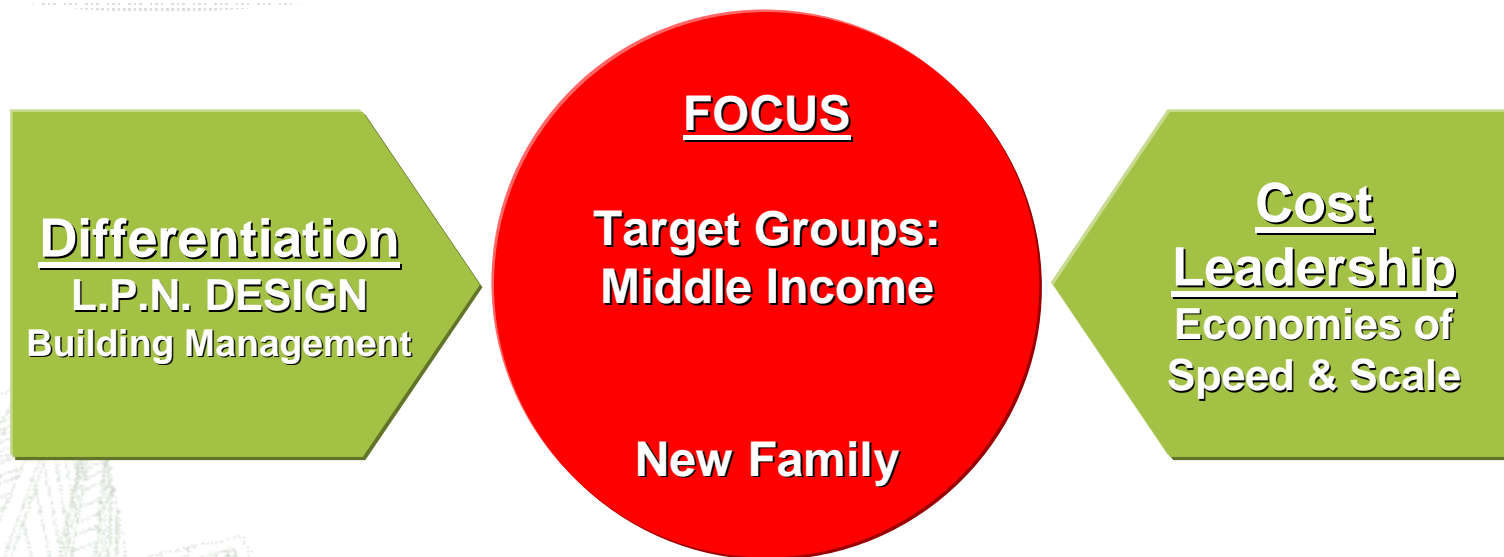 Differentiation
L.P.N. DESIGN
Building Management
FOCUS
Target Groups:
Middle Income
New Family
Cost
Leadership
Economies of
Speed & Scale